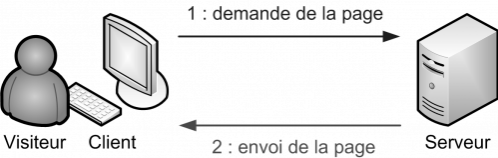 1 : demande de la page
Visiteur Client Serveur
2 : envoi de la page